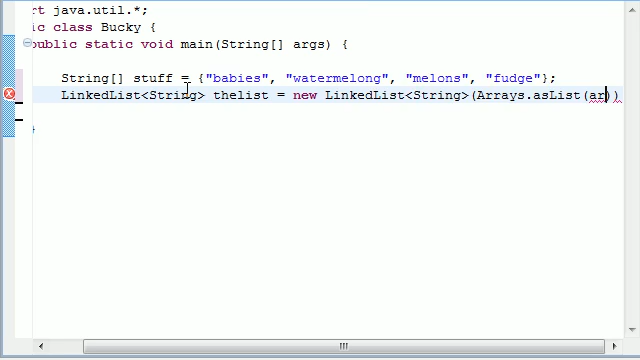 rt java.util.*;
ic class Bucky {
public static void main(String[] args) {
String[] stuff = {"babies", "watermelong", "melons", "fudge"};
LinkedList<String> thelist = new LinkedList<String>(Arrays.asList(ar))
}